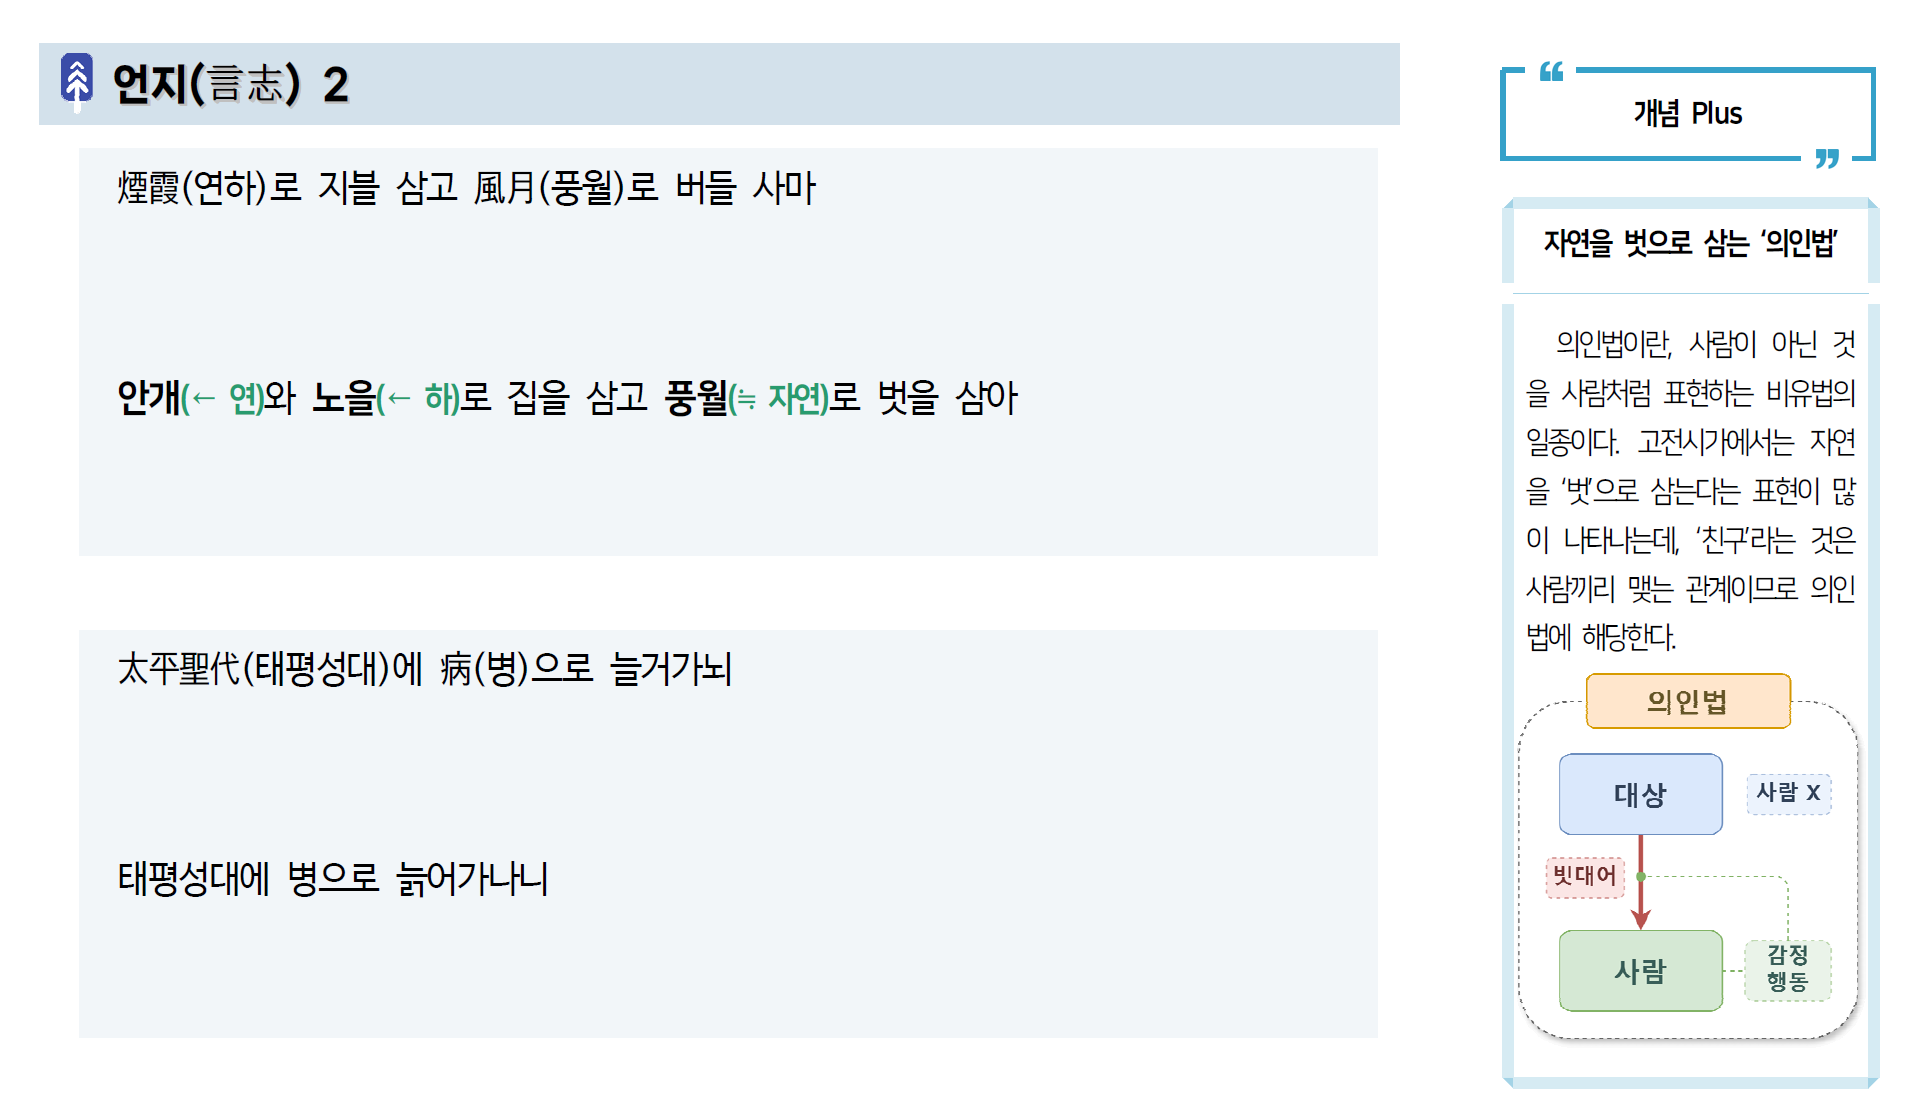 언지(言志) 2
煙霞(연하)로 지블 삼고 風月(풍월)로 버들 사마
안개(← 연)와 노을(← 하)로 집을 삼고 풍월(≒ 자연)로 벗을 삼아
太平聖代(태평성대)에 病(병)으로 늘거가뇌
태평성대에 병으로 늙어가나니
“
개념 Plus
”
자연을 벗으로 삼는 ‘의인법’
의인법이란, 사람이 아닌 것
을 사람처럼 표현하는 비유법의
일종이다. 고전시가에서는 자연
을 ‘벗’으로 삼는다는 표현이 많
이 나타나는데, ‘친구’라는 것은
사람끼리 맺는 관계이므로 의인
법에 해당한다.
의인법
대상
사람 X
빗대어
사람
감정
행동